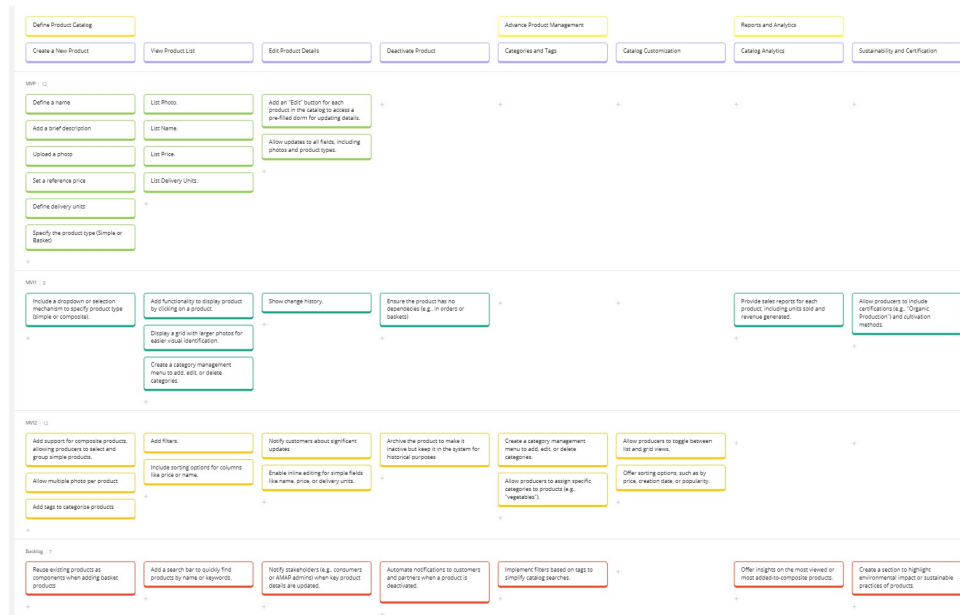 Define Product Catalog
Advance Product Management
Reports and Analytics
Create a New Product
View Product List
Edit Product Details
Deactivate Product
Categories and Tags
Catalog Customization
Catalog Analytics
Sustainability and Certification
MVP | 12
Define a name
Add a brief description
Upload a photo
Set a reference price
Define delivery units
Specify the product type (Simple or
Basket)
List Photo.
List Name.
List Price.
List Delivery Units.
Add an "Edit" button for each
product in the catalog to access a
pre-filled dorm for updating details.
Allow updates to all fields, including
photos and product types.
Include a dropdown or selection
mechanism to specify product type
(simple or composite).
Add functionality to display product
by clicking on a product.
Display a grid with larger photos for
easier visual identification.
Create a category management
menu to add, edit, or delete
categories.
Show change history.
Ensure the product has no
dependecies (e.g., in orders or
baskets)
Provide sales reports for each
product, including units sold and
revenue generated.
Allow producers to include
certifications (e.g., "Organic
Production") and cultivation
methods.
MVI2 | 12
Add support for composite products,
allowing producers to select and
group simple products.
Allow multiple photo per product
Add tags to categorize products
Add filters.
Include sorting options for columns
like price or name.
Notify customers about significant
updates
Enable inline editing for simple fields
like name, price, or delivery units.
Archive the product to make it
inactive but keep it in the system for
historical purposes
Create a category management
menu to add, edit, or delete
categories.
Allow producers to assign specific
categories to products (e.g.,
"vegetables").
Allow producers to toggle between
list and grid views.
Offer sorting options, such as by
price, creation date, or popularity.
Backlog | 7
Reuse existing products as
components when adding basket
products
Add a search bar to quickly find
products by name or keywords.
Notify stakeholders (e.g., consumers
or AMAP admins) when key product
details are updated.
Automate notifications to customers
and partners when a product is
deactivated.
Implement filters based on tags to
simplify catalog searches.
Offer insights on the most viewed or
most added-to-composite products.
Create a section to highlight
environmental impact or sustainable
practices of products.